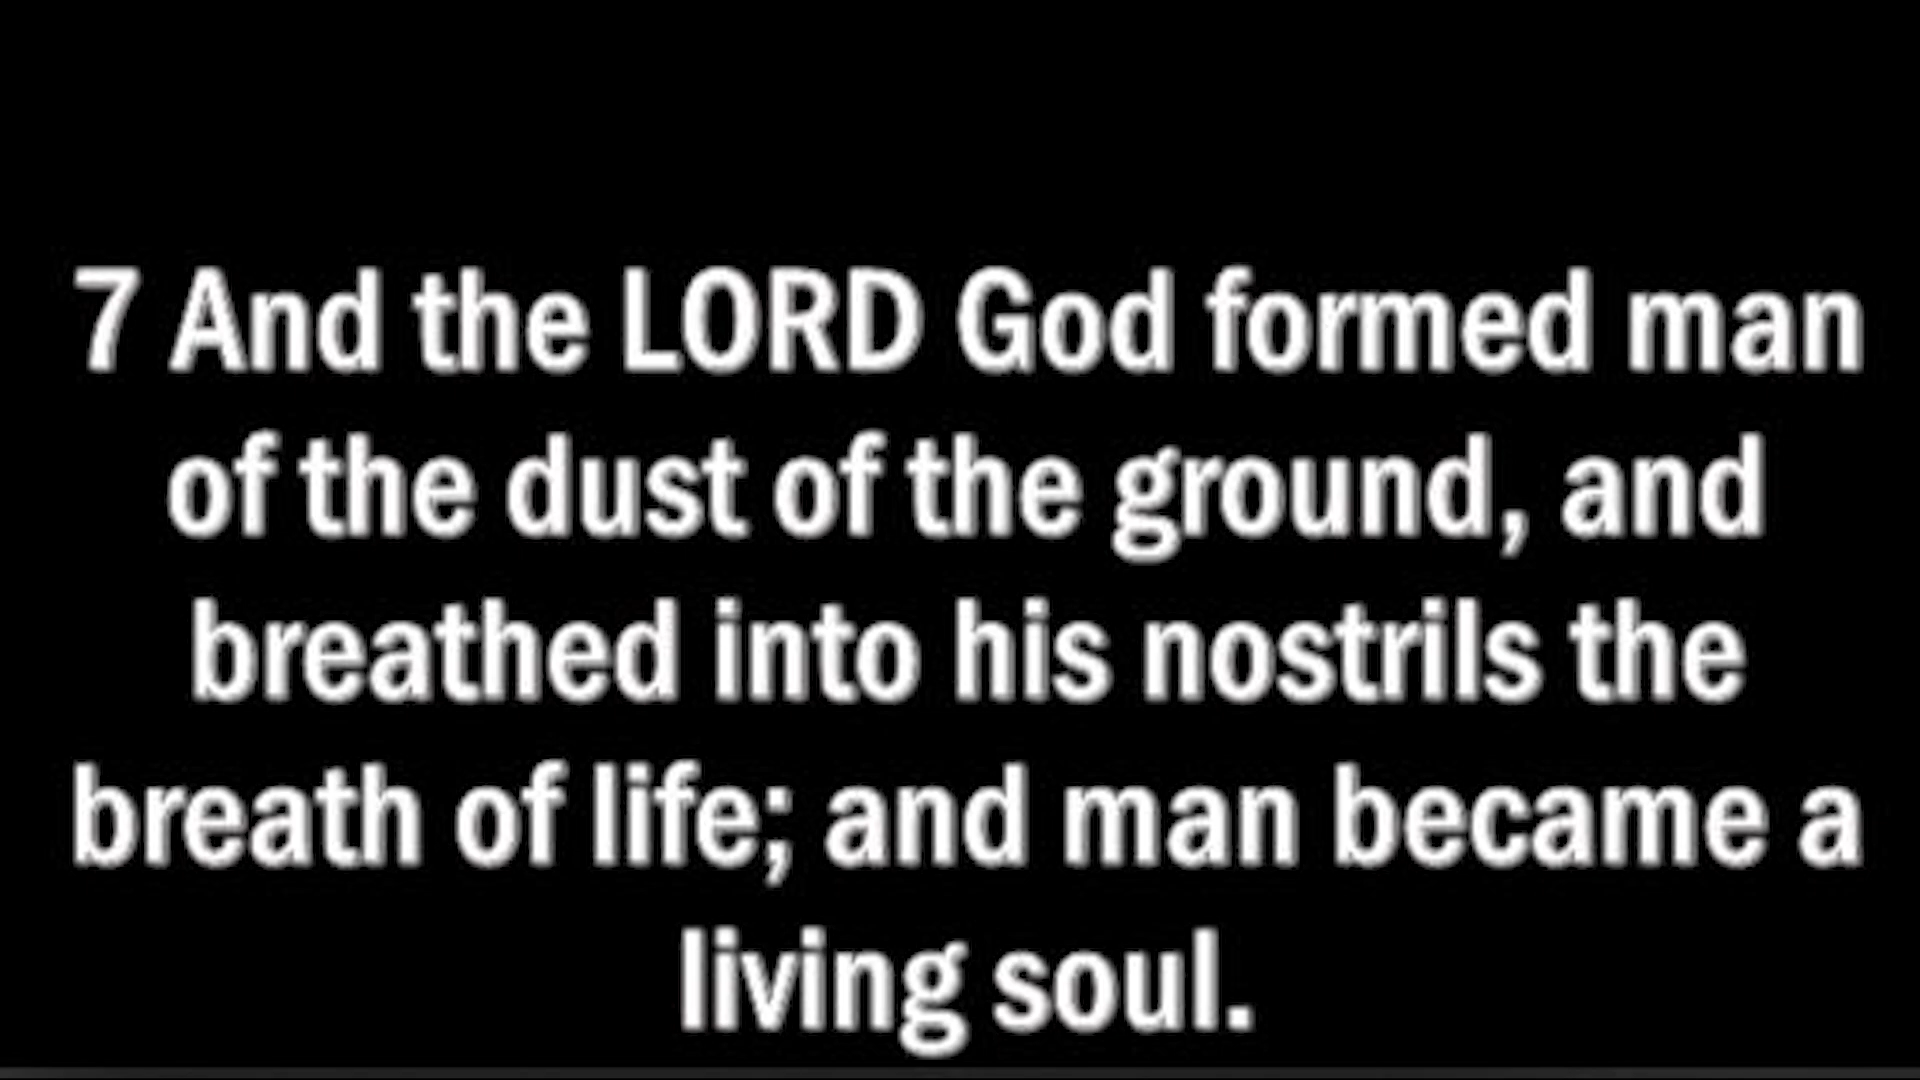 7 And the LORD God formed man
of the dust of the ground, and
breathed into his nostrils the
breath of life; and man became a
living soul.